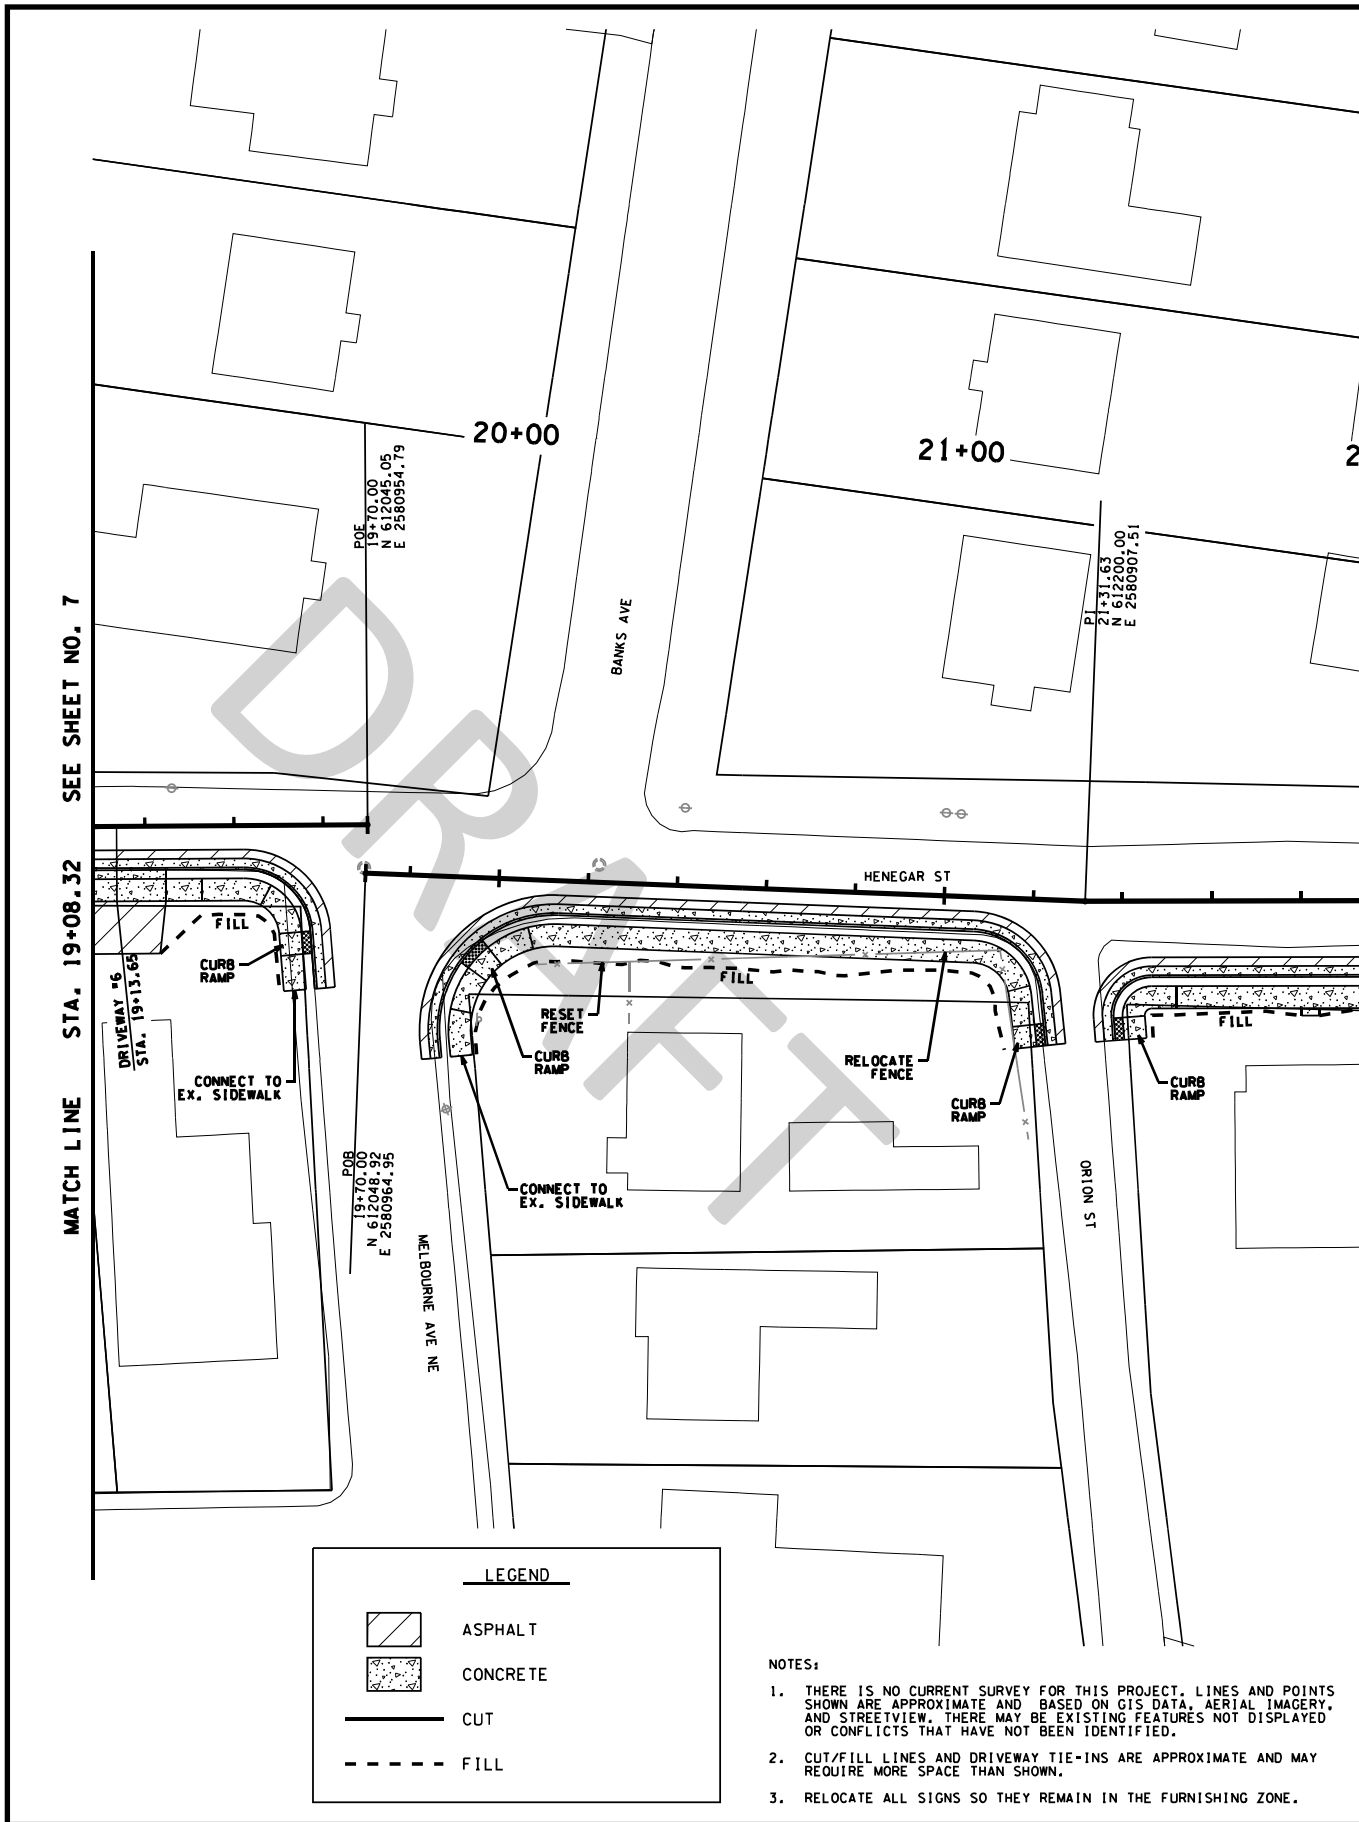 20+00
21+00
2
POE
19+70.00
N 612045.05
E 2580954.79
PI
21+31.63
N 612200.00
E 2580907.51
BANKS AVE
MATCH LINE STA. 19+08.32 SEE SHEET NO. 7
HENEGAR ST
FILL
CURB
RAMP
DRIVEWAY #6
STA. 19+13.65
CONNECT TO
EX. SIDEWALK
RESET
FENCE
CURB
RAMP
FILL
RELOCATE
FENCE
CURB
RAMP
FILL
CURB
RAMP
POB
19+70.00
N 612048.92
E 2580964.95
CONNECT TO
EX. SIDEWALK
MELBOURNE AVE NE
ORION ST
DRAFT
LEGEND
ASPHALT
CONCRETE
CUT
FILL
NOTES:
1. THERE IS NO CURRENT SURVEY FOR THIS PROJECT. LINES AND POINTS
SHOWN ARE APPROXIMATE AND BASED ON GIS DATA, AERIAL IMAGERY,
AND STREETVIEW. THERE MAY BE EXISTING FEATURES NOT DISPLAYED
OR CONFLICTS THAT HAVE NOT BEEN IDENTIFIED.
2. CUT/FILL LINES AND DRIVEWAY TIE-INS ARE APPROXIMATE AND MAY
REQUIRE MORE SPACE THAN SHOWN.
3. RELOCATE ALL SIGNS SO THEY REMAIN IN THE FURNISHING ZONE.